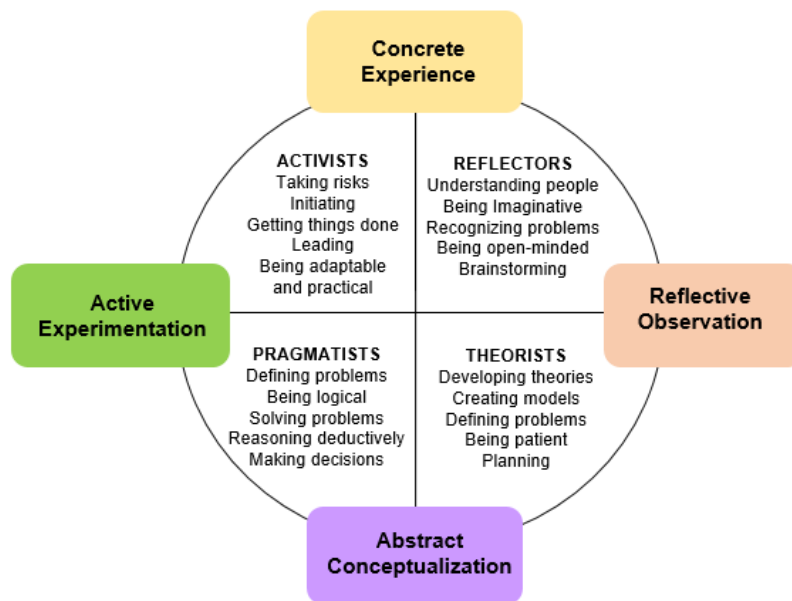 Concrete
Experience
ACTIVISTS
Taking risks
Initiating
Getting things done
Leading
Being adaptable
and practical
REFLECTORS
Understanding people
Being Imaginative
Recognizing problems
Being open-minded
Brainstorming
Active
Experimentation
Reflective
Observation
PRAGMATISTS
Defining problems
Being logical
Solving problems
Reasoning deductively
Making decisions
THEORISTS
Developing theories
Creating models
Defining problems
Being patient
Planning
Abstract
Conceptualization